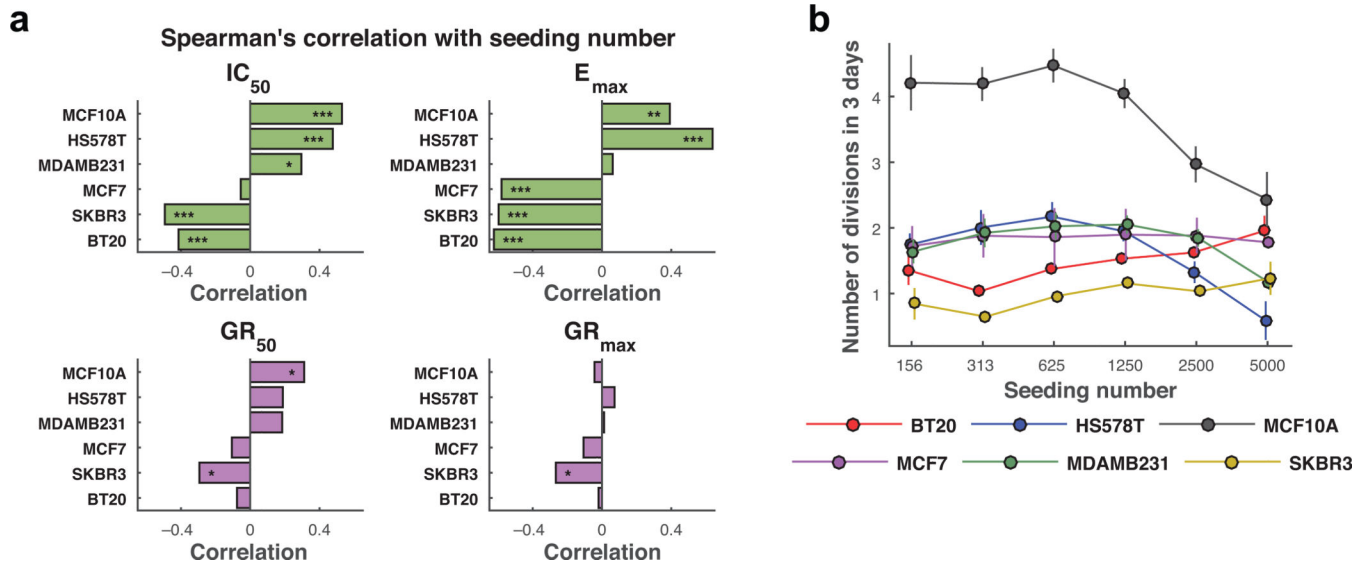 a
Spearman's correlation with seeding number
IC50
MCF10A
HS578T
MDAMB231
MCF7
SKBR3
BT20
***
***
*
***
***
−0.4 0 0.4
Correlation
Emax
MCF10A
HS578T
MDAMB231
MCF7
SKBR3
BT20
**
***
***
***
***
−0.4 0 0.4
Correlation
GR50
MCF10A
HS578T
MDAMB231
MCF7
SKBR3
BT20
*
*
−0.4 0 0.4
Correlation
GRmax
MCF10A
HS578T
MDAMB231
MCF7
SKBR3
BT20
*
−0.4 0 0.4
Correlation
b
Number of divisions in 3 days
4
3
2
1
156 313 625 1250 2500 5000
Seeding number
BT20 HS578T MCF10A
MCF7 MDAMB231 SKBR3